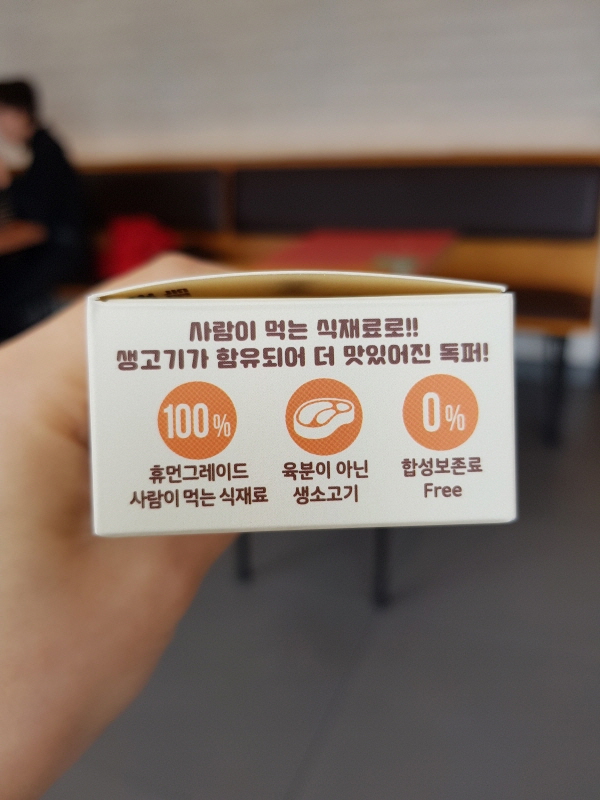 사람이 먹는 식재료로!!
생고기가 함유되어 더 맛있어진 독퍼!
100%
휴먼그레이드
사람이 먹는 식재료
육분이 아닌
생소고기
0%
합성보존료
Free